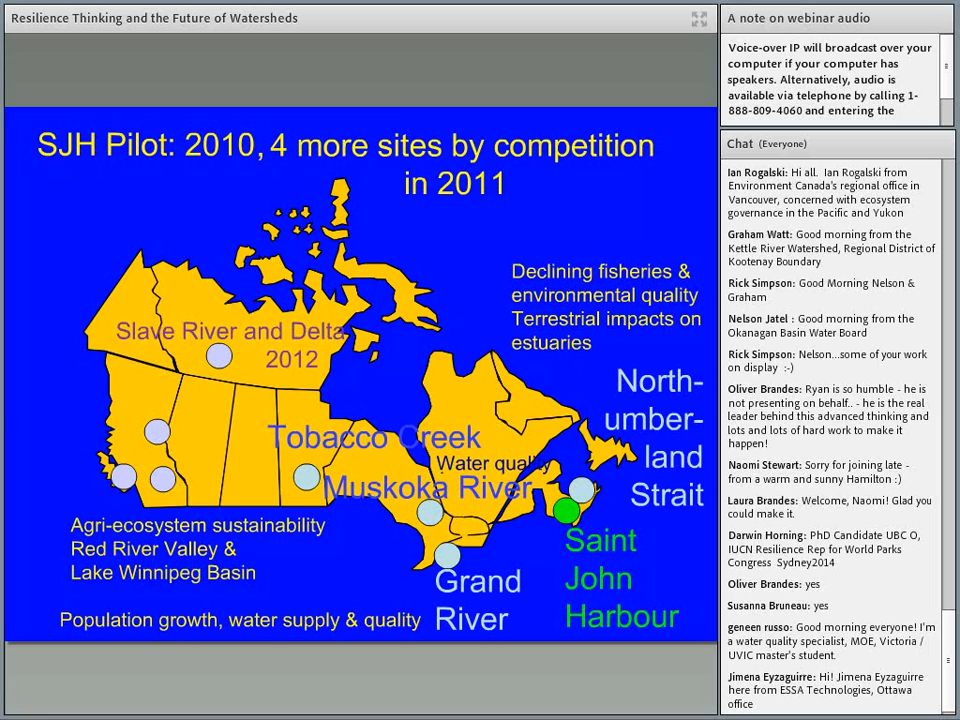 Resilience Thinking and the Future of Watersheds
SJH Pilot: 2010, 4 more sites by competition
in 2011
Declining fisheries &
environmental quality
Terrestrial impacts on
estuaries
Slave River and Delta
2012
North-
umber-
land
Strait
Tobacco Creek
Water quality
Muskoka River
Agri-ecosystem sustainability
Red River Valley &
Lake Winnipeg Basin
Saint
John
Harbour
Grand
River
Population growth, water supply & quality
A note on webinar audio
Voice-over IP will broadcast over your
computer if your computer has
speakers. Alternatively, audio is
available via telephone by calling 1-
888-809-4060 and entering the
Chat (Everyone)
Ian Rogalski: Hi all. Ian Rogalski from
Environment Canada's regional office in
Vancouver, concerned with ecosystem
governance in the Pacific and Yukon
Graham Watt: Good morning from the
Kettle River Watershed, Regional District of
Kootenay Boundary
Rick Simpson: Good Morning Nelson &
Graham
Nelson Jatel : Good morning from the
Okanagan Basin Water Board
Rick Simpson: Nelson...some of your work
on display :-)
Oliver Brandes: Ryan is so humble - he is
not presenting on behalf.. - he is the real
leader behind this advanced thinking and
lots and lots of hard work to make it
happen!
Naomi Stewart: Sorry for joining late -
from a warm and sunny Hamilton :)
Laura Brandes: Welcome, Naomi! Glad you
could make it.
Darwin Horning: PhD Candidate UBC O,
IUCN Resilience Rep for World Parks
Congress Sydney2014
Oliver Brandes: yes
Susanna Bruneau: yes
geneen russo: Good morning everyone! I'm
a water quality specialist, MOE, Victoria /
UVIC master's student.
Jimena Eyzaguirre: Hi! Jimena Eyzaguirre
here from ESSA Technologies, Ottawa
office